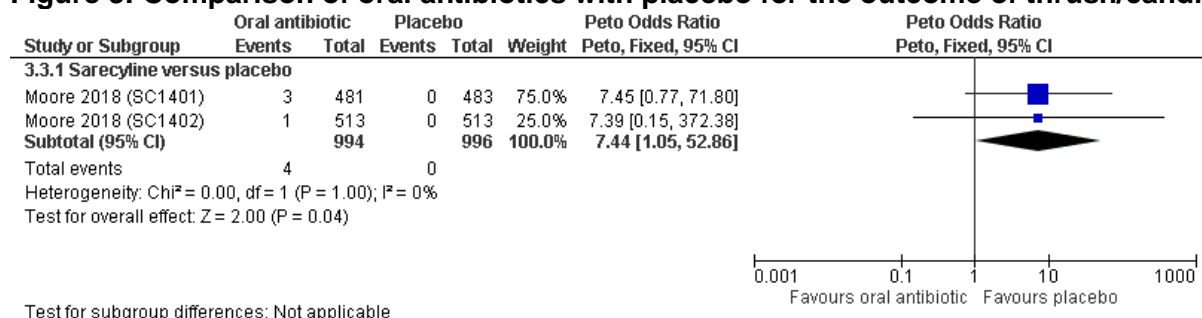 Oral antibiotic Placebo Peto Odds Ratio Peto Odds Ratio
Study or Subgroup Events Total Events Total Weight Peto, Fixed, 95% CI Peto, Fixed, 95% CI
3.3.1 Sarecyline versus placebo
Moore 2018 (SC1401) 3 481 0 483 75.0% 7.45 [0.77, 71.80]
Moore 2018 (SC1402) 1 513 0 513 25.0% 7.39 [0.15, 372.38]
Subtotal (95% CI) 994 996 100.0% 7.44 [1.05, 52.86]
Total events 4 0
Heterogeneity: Chi² = 0.00, df = 1 (P = 1.00); I² = 0%
Test for overall effect: Z = 2.00 (P = 0.04)
0.001 0.1 1 10 1000
Favours oral antibiotic Favours placebo
Test for subgroup differences: Not applicable